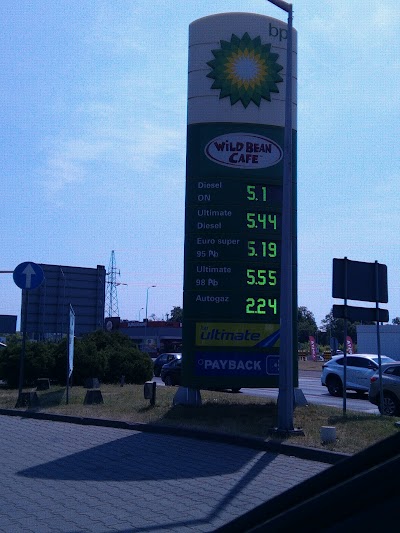 bp
WiLD BEAN
CAFE
Diesel
ON 5.1
Ultimate
Diesel 5.44
Euro super
95 Pb 5.19
Ultimate
98 Pb 5.55
Autogaz 2.24
Ultimate
PAYBACK